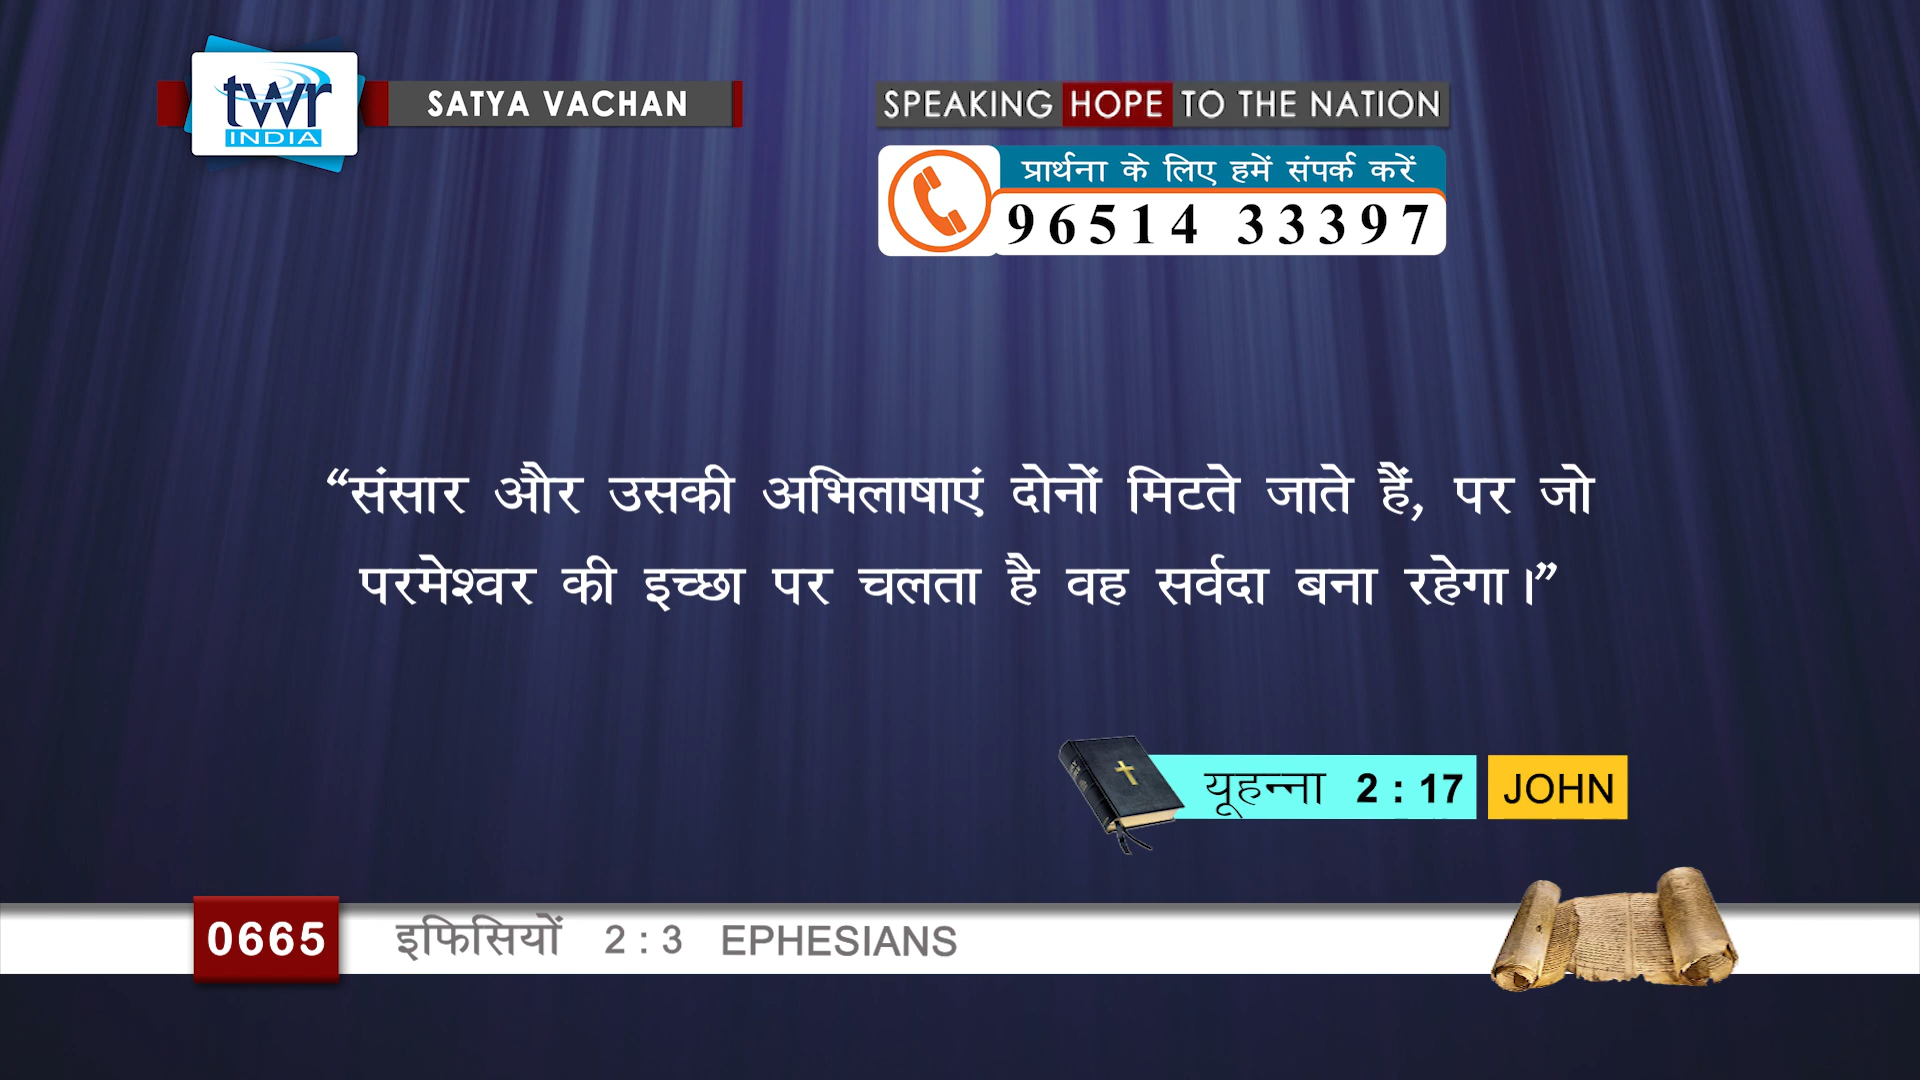 twr
INDIA
SATYA VACHAN
SPEAKING HOPE TO THE NATION
प्रार्थना के लिए हमें संपर्क करें
96514 33397
“संसार और उसकी अभिलाषाएं दोनों मिटते जाते हैं, पर जो
परमेश्वर की इच्छा पर चलता है वह सर्वदा बना रहेगा।”
यूहन्ना 2 : 17 JOHN
0665 इफिसियों 2 : 3 EPHESIANS